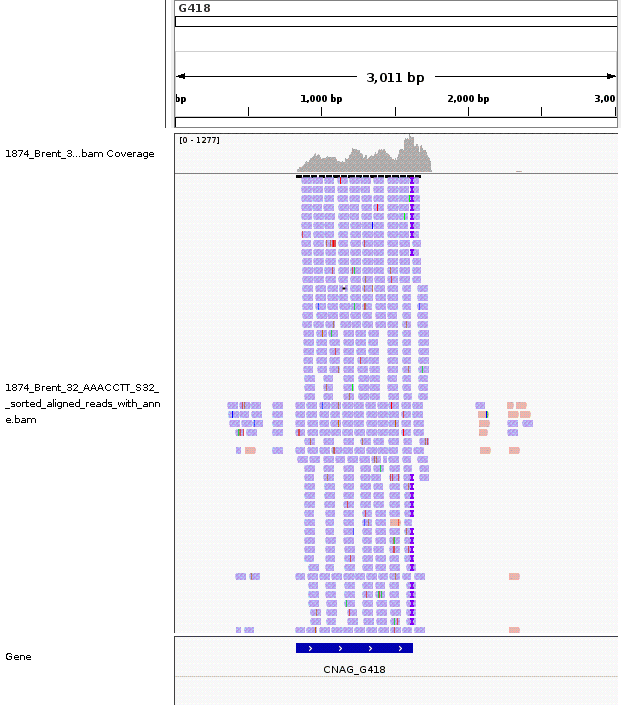 G418
3,011 bp
bp 1,000 bp 2,000 bp 3,00
[0 - 1277]
1874_Brent_3...bam Coverage
1874_Brent_32_AAACCTT_S32_
_sorted_aligned_reads_with_ann
e.bam
Gene
CNAG_G418